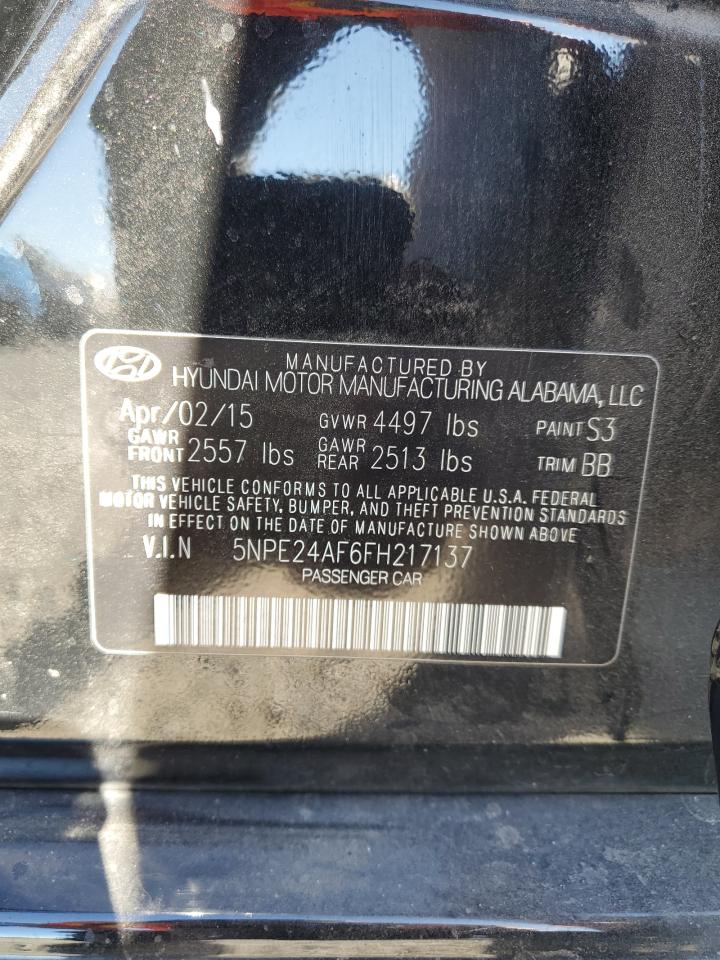 MANUFACTURED BY
HYUNDAI MOTOR MANUFACTURING ALABAMA, LLC
Apr/02/15 GVWR 4497 lbs PAINT S3
GAWR FRONT 2557 lbs GAWR REAR 2513 lbs TRIM BB
THIS VEHICLE CONFORMS TO ALL APPLICABLE U.S.A. FEDERAL
MOTOR VEHICLE SAFETY, BUMPER, AND THEFT PREVENTION STANDARDS
IN EFFECT ON THE DATE OF MANUFACTURE SHOWN ABOVE
V.I.N 5NPE24AF6FH217137
PASSENGER CAR